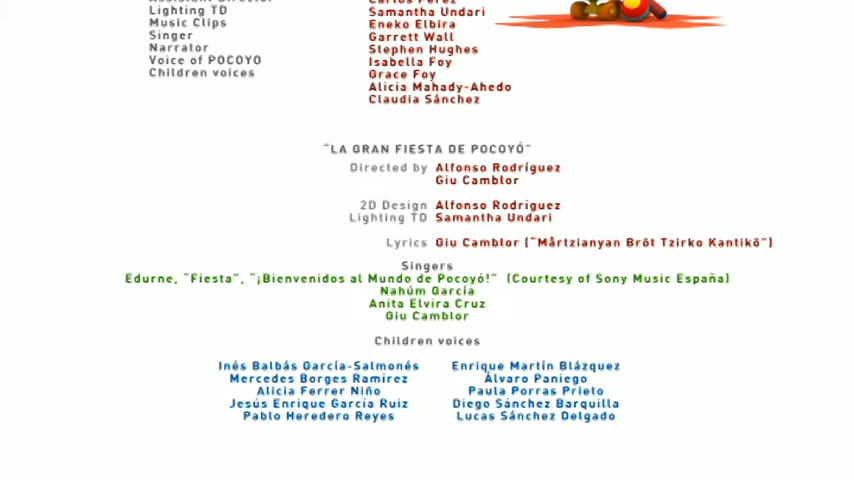 Assistant Director Carlos Pérez
Lighting TD Samantha Undari
Music Clips Eneko Elbira
Singer Garrett Wall
Narrator Stephen Hughes
Voice of POCOYO Isabella Foy
Children voices Grace Foy
Alicia Mahady-Ahedo
Claudia Sánchez
"LA GRAN FIESTA DE POCOYÓ"
Directed by Alfonso Rodríguez
Giu Camblor
2D Design Alfonso Rodríguez
Lighting TD Samantha Undari
Lyrics Giu Camblor ("Mårtzianyan Bröt Tzirko Kantikö")
Singers
Edurne, "Fiesta", "¡Bienvenidos al Mundo de Pocoyó!" (Courtesy of Sony Music España)
Nahúm García
Anita Elvira Cruz
Giu Camblor
Children voices
Inés Balbás García-Salmonés Enrique Martín Blázquez
Mercedes Borges Ramírez Álvaro Paniego
Alicia Ferrer Niño Paula Porras Prieto
Jesús Enrique García Ruiz Diego Sánchez Barquilla
Pablo Heredero Reyes Lucas Sánchez Delgado